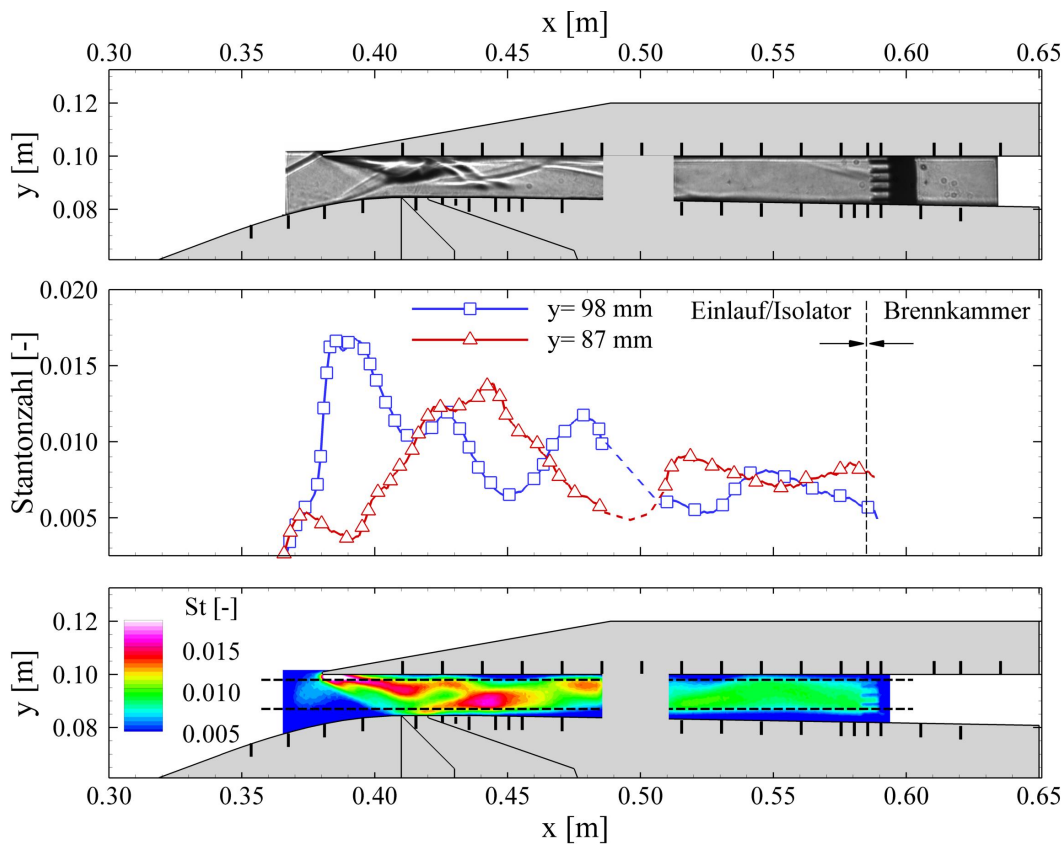 x [m]
0.30 0.35 0.40 0.45 0.50 0.55 0.60 0.65
y [m]
0.12
0.10
0.08
Stantonzahl [-]
0.020
0.015
0.010
0.005
y= 98 mm
y= 87 mm
Einlauf/Isolator Brennkammer
y [m]
0.12
0.10
0.08
St [-]
0.015
0.010
0.005
0.30 0.35 0.40 0.45 0.50 0.55 0.60 0.65
x [m]